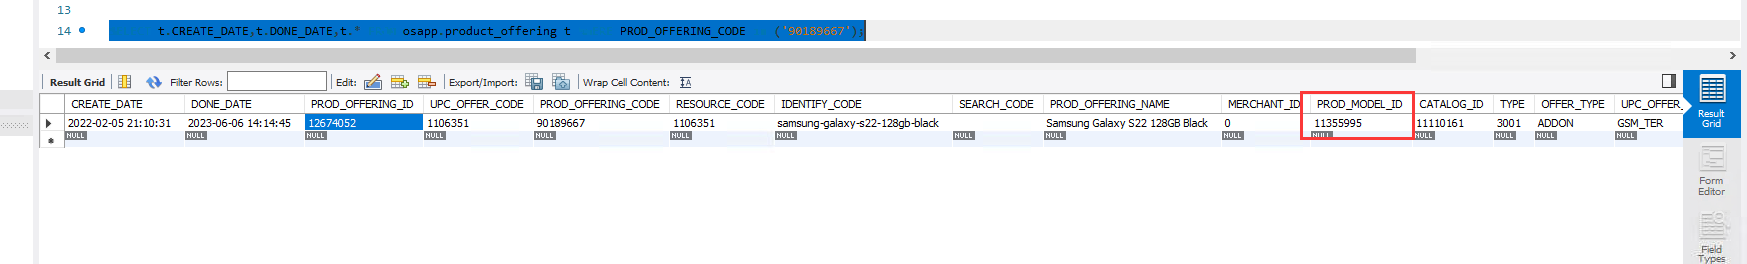 13
14 t.CREATE_DATE,t.DONE_DATE,t.* osapp.product_offering t PROD_OFFERING_CODE ('90189667');
Result Grid Filter Rows: Edit: Export/Import: Wrap Cell Content: IA
CREATE_DATE DONE_DATE PROD_OFFERING_ID UPC_OFFER_CODE PROD_OFFERING_CODE RESOURCE_CODE IDENTIFY_CODE SEARCH_CODE PROD_OFFERING_NAME MERCHANT_ID PROD_MODEL_ID CATALOG_ID TYPE OFFER_TYPE UPC_OFFER_
2022-02-05 21:10:31 2023-06-06 14:14:45 12674052 1106351 90189667 1106351 samsung-galaxy-s22-128gb-black Samsung Galaxy S22 128GB Black 0 11355995 11110161 3001 ADDON GSM_TER
NULL NULL NULL NULL NULL NULL NULL NULL NULL NULL NULL NULL NULL NULL NULL
Result
Grid
Form
Editor
Field
Types